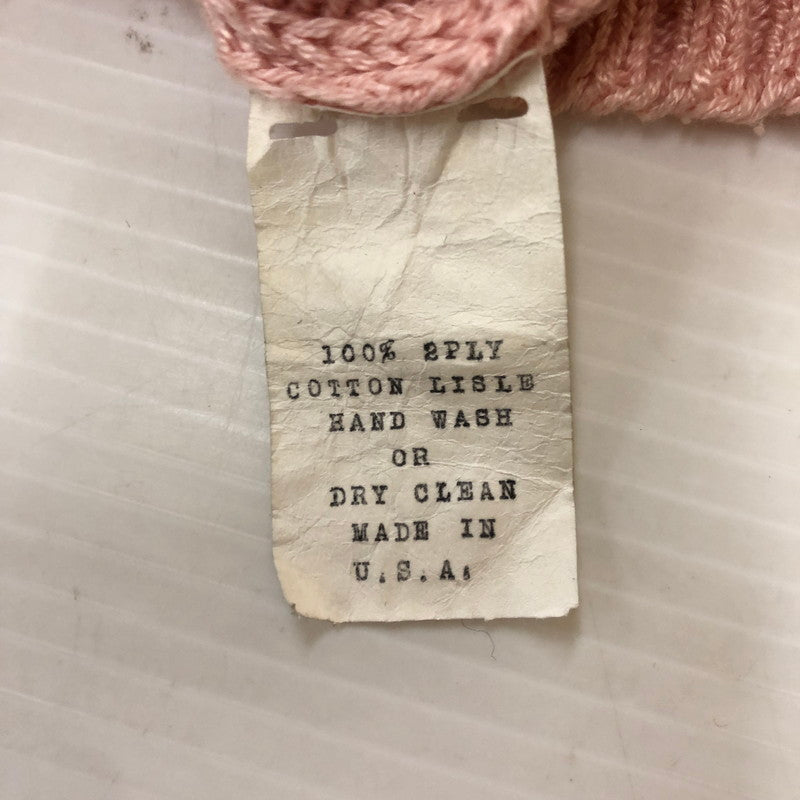 100% 2PLY
COTTON LISLE
HAND WASH
OR
DRY CLEAN
MADE IN
U.S.A.